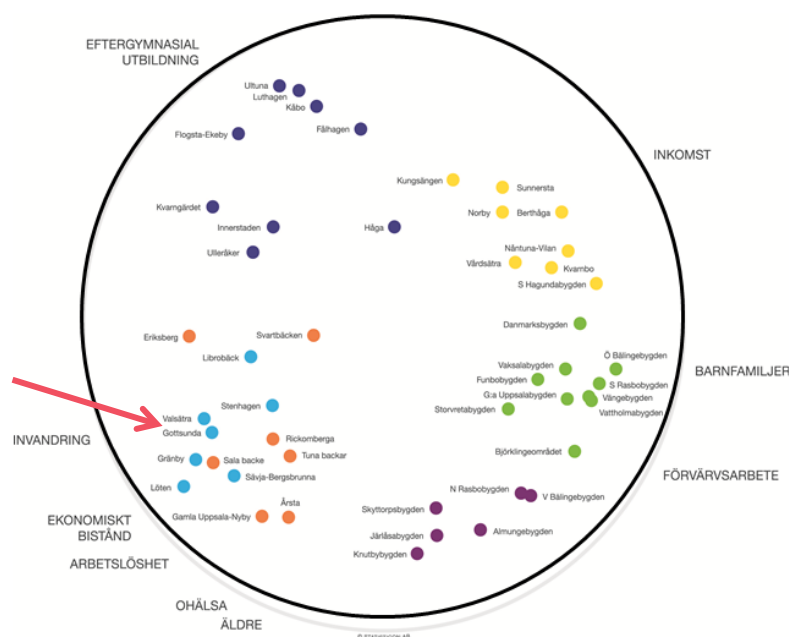 EFTERGYMNASIAL
UTBILDNING
Ultuna
Luthagen
Kåbo
Flogsta-Ekeby
Fålhagen
INKOMST
Kungsängen
Sunnersta
Kvarngärdet
Norby
Berthåga
Innerstaden
Håga
Ulleråker
Nåntuna-Vilan
Vårdsätra
Kvarnbo
S Hagundabygden
Danmarksbygden
Eriksberg
Svartbäcken
Librobäck
Ö Bälingebygden
Vaksalabygden
BARNFAMILJER
Funbobygden
S Rasbobygden
G:a Uppsalabygden
Vängebygden
Storvretabygden
Vattholmabygden
Stenhagen
Valsätra
Gottsunda
INVANDRING
Rickomberga
Gränby
Sala backe
Tuna backar
Björklingeområdet
Sävja-Bergsbrunna
Löten
FÖRVÄRVSARBETE
N Rasbobygden
V Bälingebygden
Årsta
Gamla Uppsala-Nyby
Skyttorpsbygden
EKONOMISKT
BISTÅND
Järlåsabygden
Almungebygden
Knutbybygden
ARBETSLÖSHET
OHÄLSA
ÄLDRE